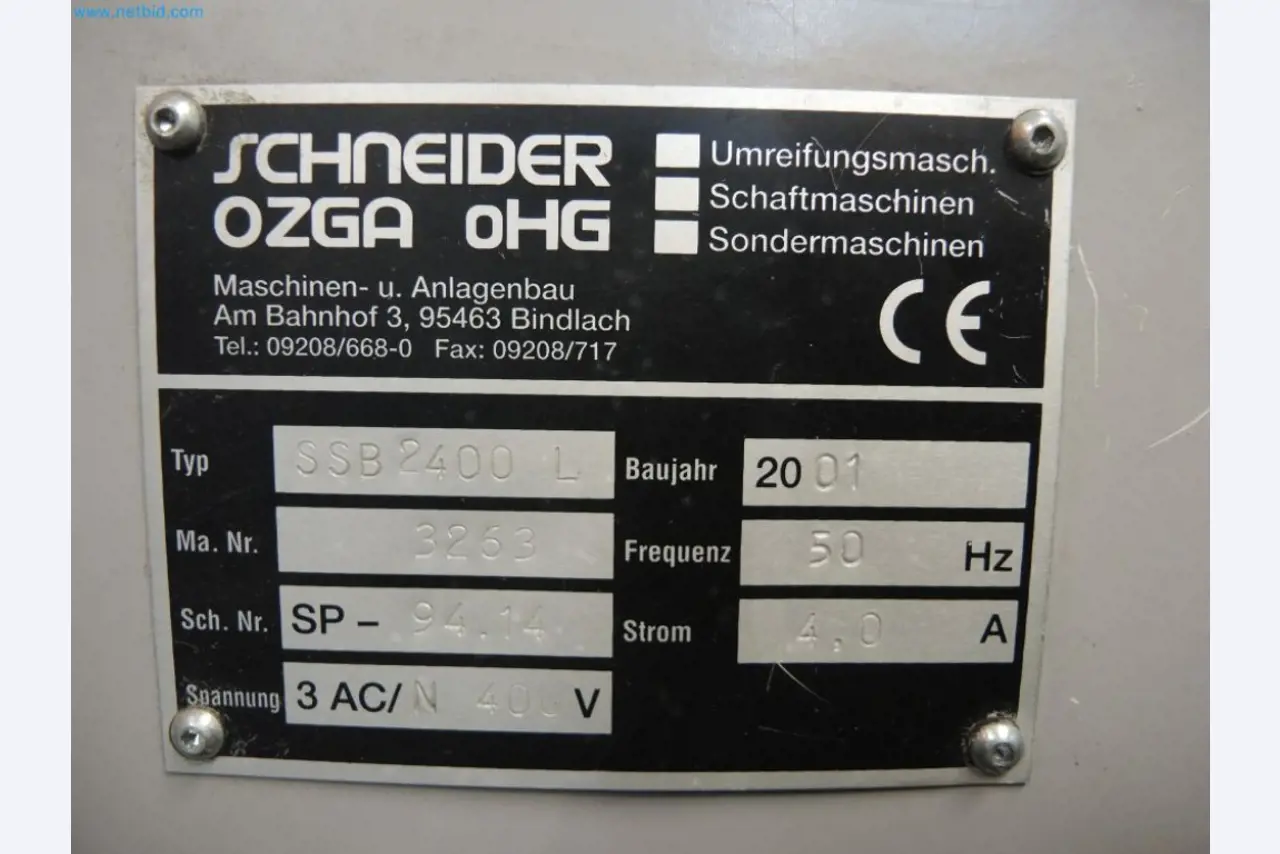 www.netbid.com
SCHNEIDER
OZGA oHG
Umreifungsmasch.
Schaftmaschinen
Sondermaschinen
Maschinen- u. Anlagenbau
Am Bahnhof 3, 95463 Bindlach
Tel.: 09208/668-0 Fax: 09208/717
CE
Typ SSB 2400 L Baujahr 2001
Ma. Nr. 3263 Frequenz 50 Hz
Sch. Nr. SP - 94.14 Strom 4,0 A
Spannung 3 AC/ N 400 V